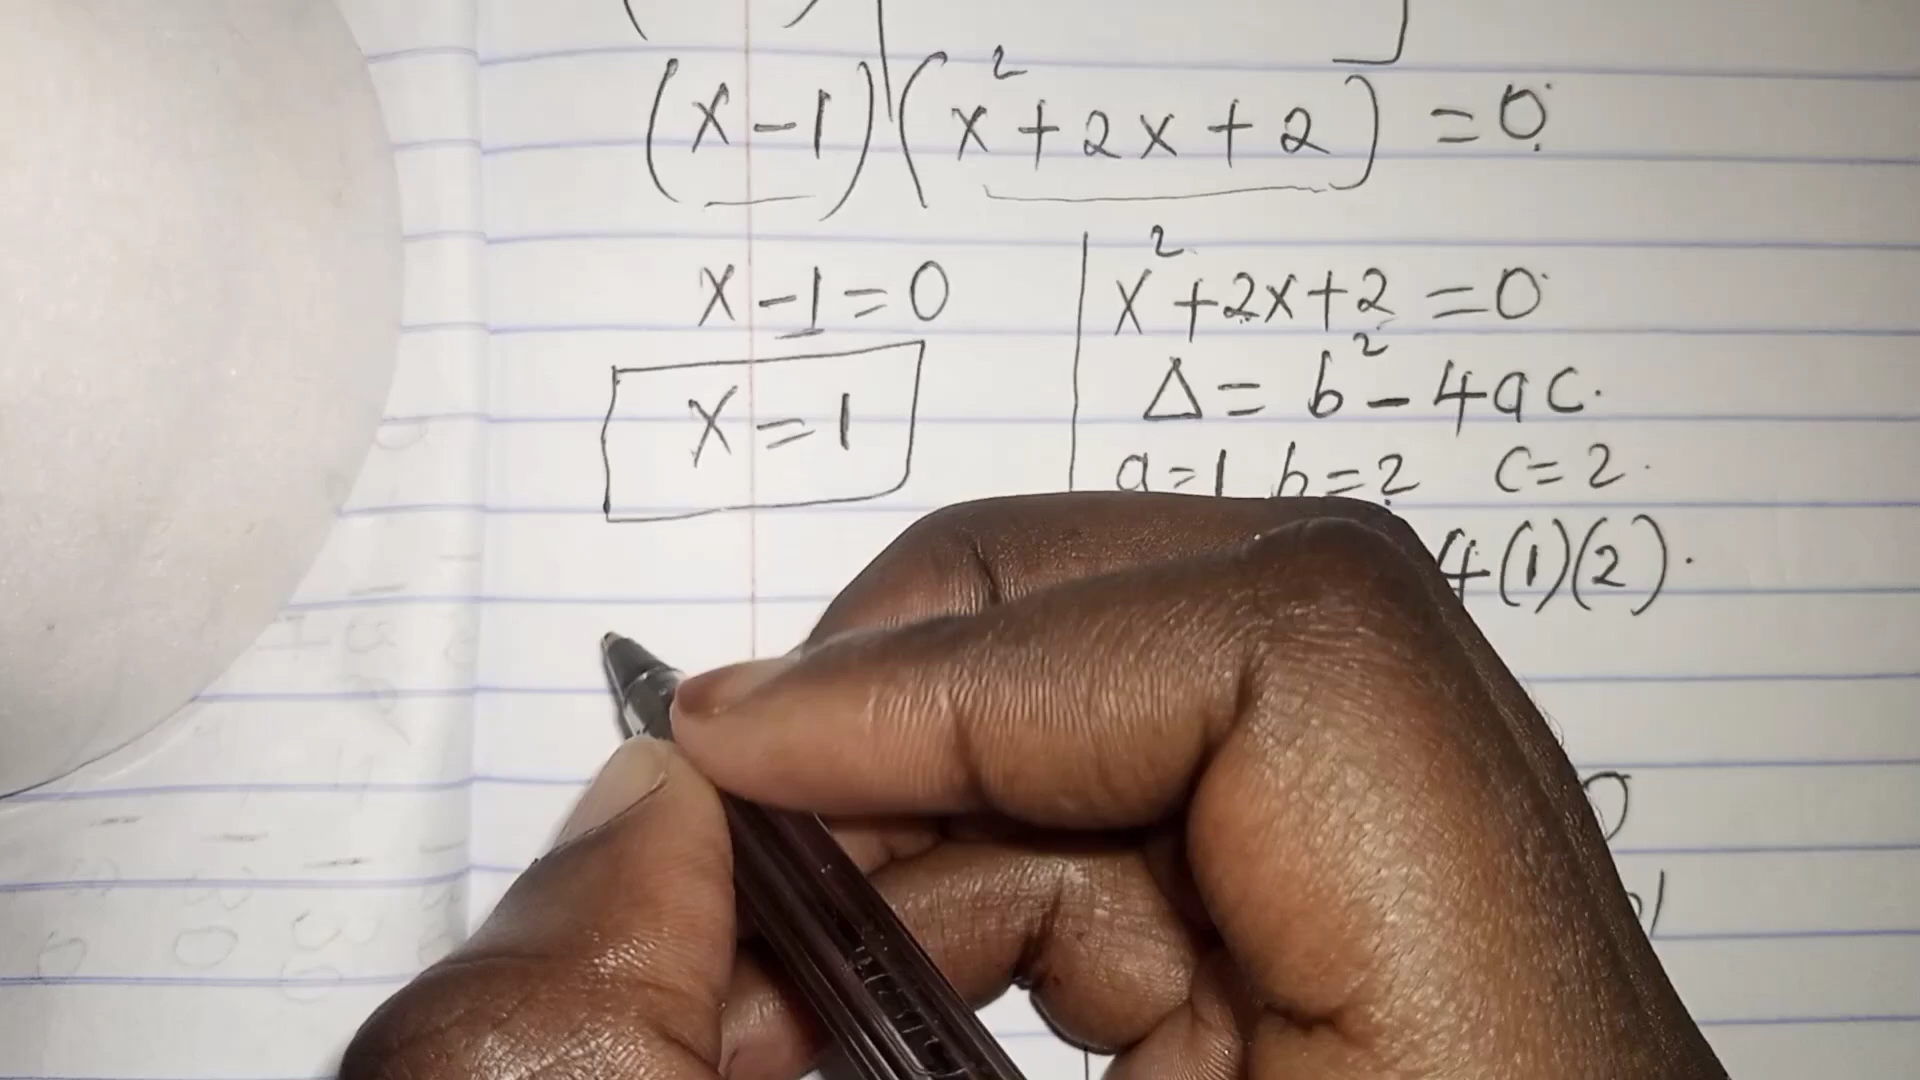 (x-1)(x²+2x+2)=0
x-1=0
x=1
x²+2x+2=0
Δ=b²-4ac.
a=1 b=2 c=2.
4(1)(2).